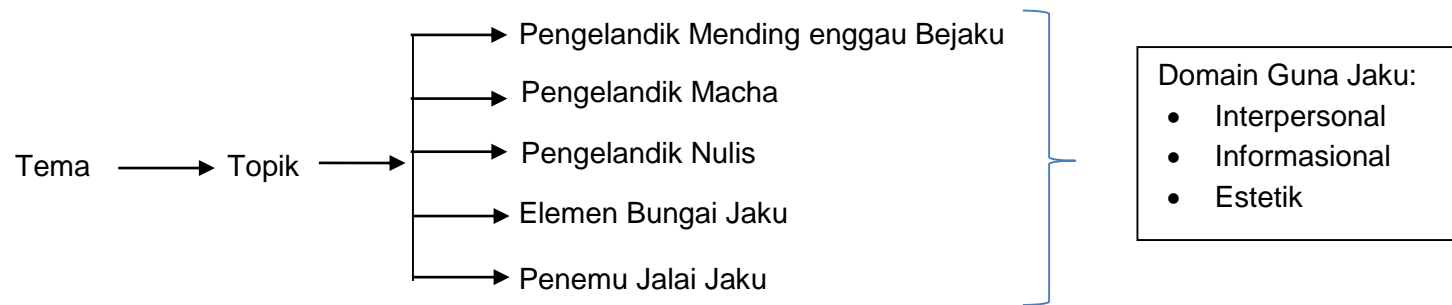 Tema
Topik
Pengelandik Mending enggau Bejaku
Pengelandik Macha
Pengelandik Nulis
Elemen Bungai Jaku
Penemu Jalai Jaku
Domain Guna Jaku:
• Interpersonal
• Informasional
• Estetik